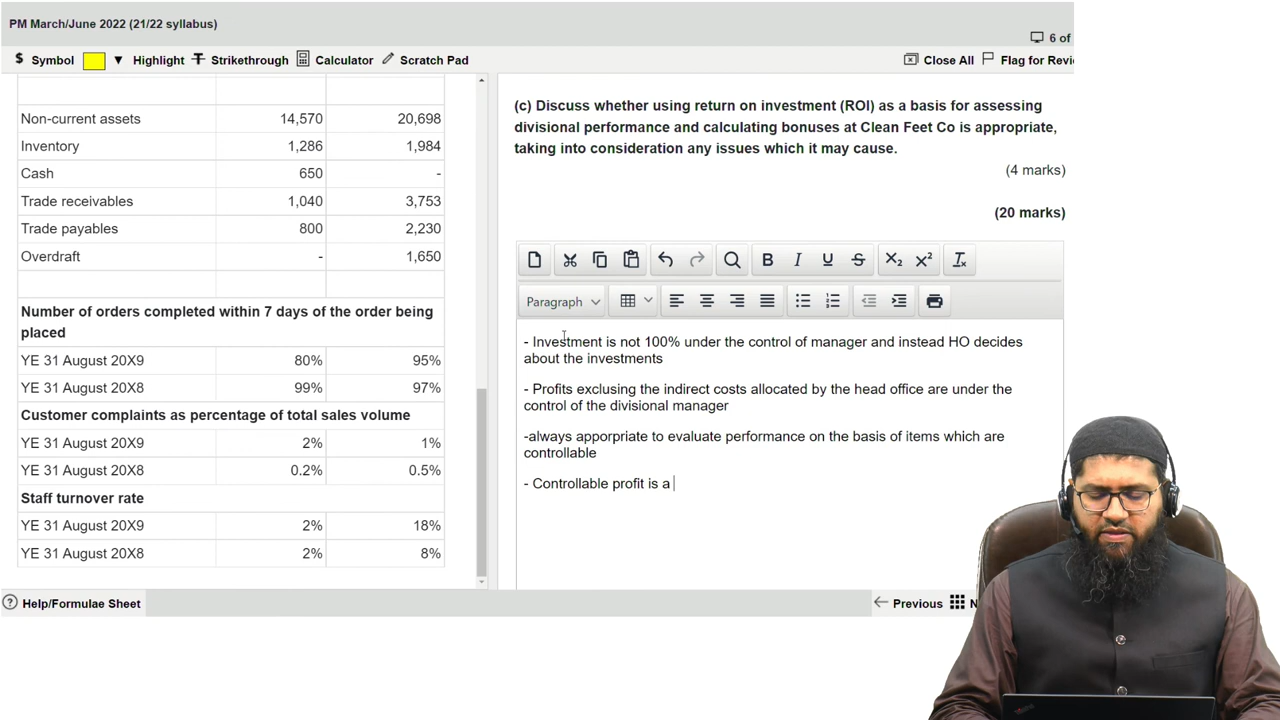 PM March/June 2022 (21/22 syllabus)
6 of
$ Symbol Highlight Strikethrough Calculator Scratch Pad
Close All Flag for Revi
Non-current assets 14,570 20,698
Inventory 1,286 1,984
Cash 650 -
Trade receivables 1,040 3,753
Trade payables 800 2,230
Overdraft - 1,650
Number of orders completed within 7 days of the order being
placed
YE 31 August 20X9 80% 95%
YE 31 August 20X8 99% 97%
Customer complaints as percentage of total sales volume
YE 31 August 20X9 2% 1%
YE 31 August 20X8 0.2% 0.5%
Staff turnover rate
YE 31 August 20X9 2% 18%
YE 31 August 20X8 2% 8%
Help/Formulae Sheet
(c) Discuss whether using return on investment (ROI) as a basis for assessing
divisional performance and calculating bonuses at Clean Feet Co is appropriate,
taking into consideration any issues which it may cause.
(4 marks)
(20 marks)
B I U S X₂ X² Tx
Paragraph
- Investment is not 100% under the control of manager and instead HO decides
about the investments
- Profits exclusing the indirect costs allocated by the head office are under the
control of the divisional manager
-always apporpriate to evaluate performance on the basis of items which are
controllable
- Controllable profit is a
Previous N